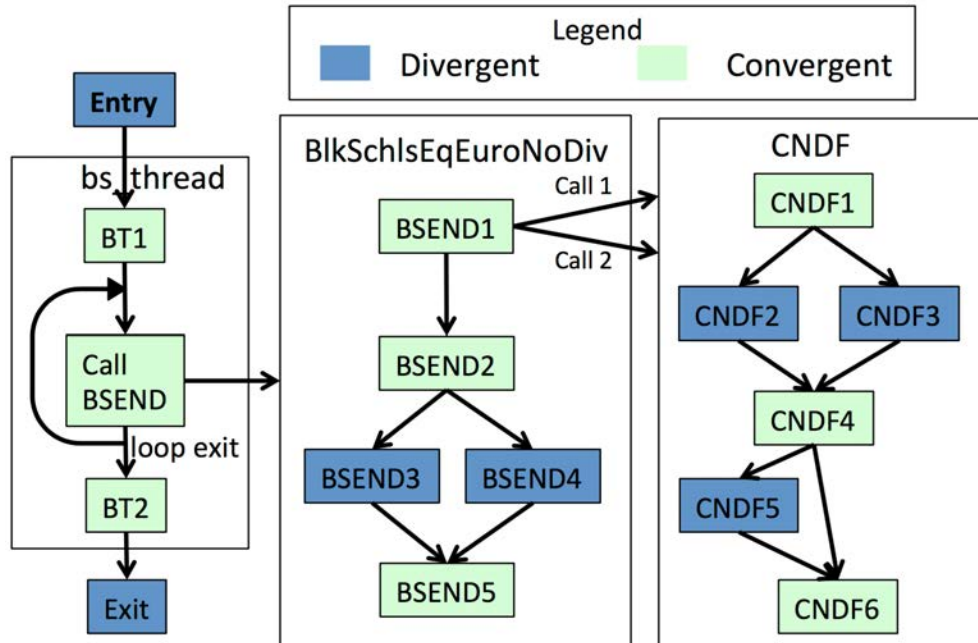 Legend
Divergent
Convergent
Entry
bs_thread
BT1
Call
BSEND
loop exit
BT2
Exit
BlkSchlsEqEuroNoDiv
Call 1
BSEND1
Call 2
BSEND2
BSEND3
BSEND4
BSEND5
CNDF
CNDF1
CNDF2
CNDF3
CNDF4
CNDF5
CNDF6